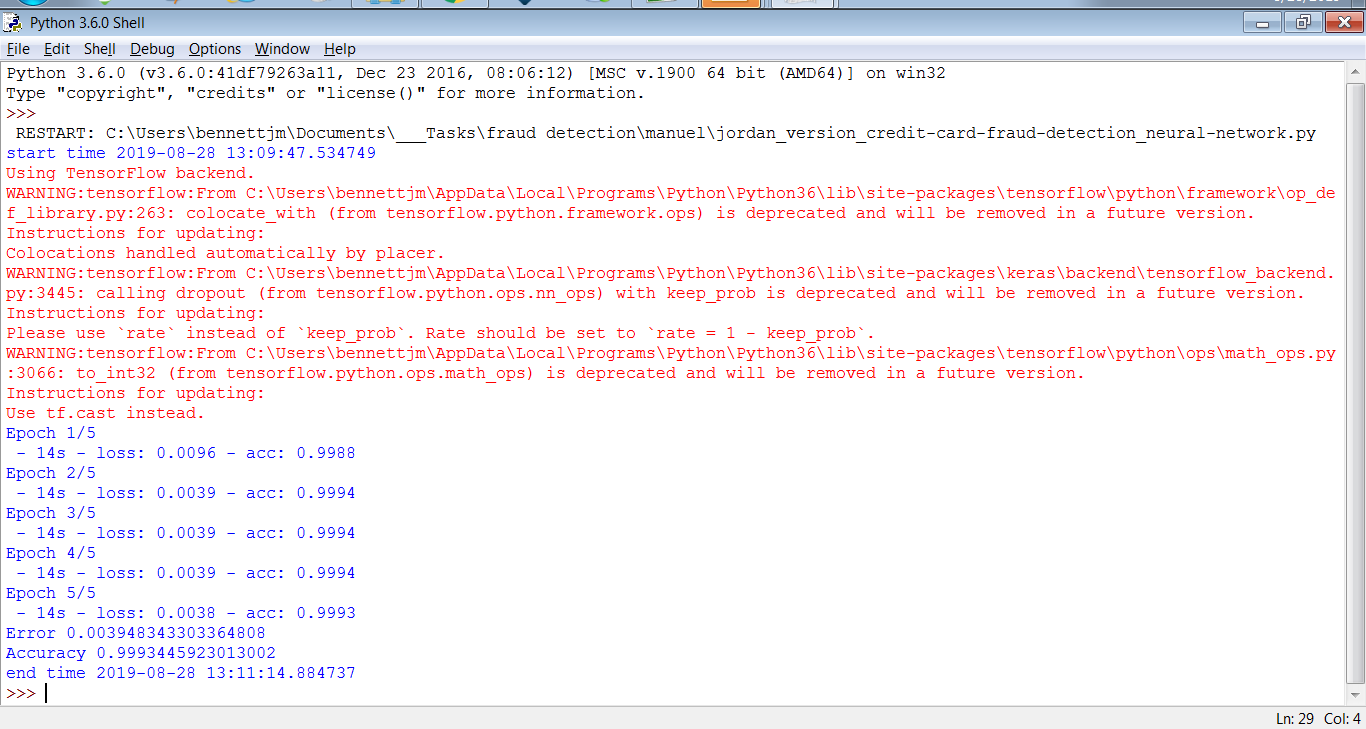 Python 3.6.0 Shell
File Edit Shell Debug Options Window Help
Python 3.6.0 (v3.6.0:41df79263a11, Dec 23 2016, 08:06:12) [MSC v.1900 64 bit (AMD64)] on win32
Type "copyright", "credits" or "license()" for more information.
>>>
 RESTART: C:\Users\bennettjm\Documents\___Tasks\fraud detection\manuel\jordan_version_credit-card-fraud-detection_neural-network.py
start time 2019-08-28 13:09:47.534749
Using TensorFlow backend.
WARNING:tensorflow:From C:\Users\bennettjm\AppData\Local\Programs\Python\Python36\lib\site-packages\tensorflow\python\framework\op_de
f_library.py:263: colocate_with (from tensorflow.python.framework.ops) is deprecated and will be removed in a future version.
Instructions for updating:
Colocations handled automatically by placer.
WARNING:tensorflow:From C:\Users\bennettjm\AppData\Local\Programs\Python\Python36\lib\site-packages\keras\backend\tensorflow_backend.
py:3445: calling dropout (from tensorflow.python.ops.nn_ops) with keep_prob is deprecated and will be removed in a future version.
Instructions for updating:
Please use `rate` instead of `keep_prob`. Rate should be set to `rate = 1 - keep_prob`.
WARNING:tensorflow:From C:\Users\bennettjm\AppData\Local\Programs\Python\Python36\lib\site-packages\tensorflow\python\ops\math_ops.py
:3066: to_int32 (from tensorflow.python.ops.math_ops) is deprecated and will be removed in a future version.
Instructions for updating:
Use tf.cast instead.
Epoch 1/5
 - 14s - loss: 0.0096 - acc: 0.9988
Epoch 2/5
 - 14s - loss: 0.0039 - acc: 0.9994
Epoch 3/5
 - 14s - loss: 0.0039 - acc: 0.9994
Epoch 4/5
 - 14s - loss: 0.0039 - acc: 0.9994
Epoch 5/5
 - 14s - loss: 0.0038 - acc: 0.9993
Error 0.003948343303364808
Accuracy 0.9993445923013002
end time 2019-08-28 13:11:14.884737
>>>
Ln: 29 Col: 4